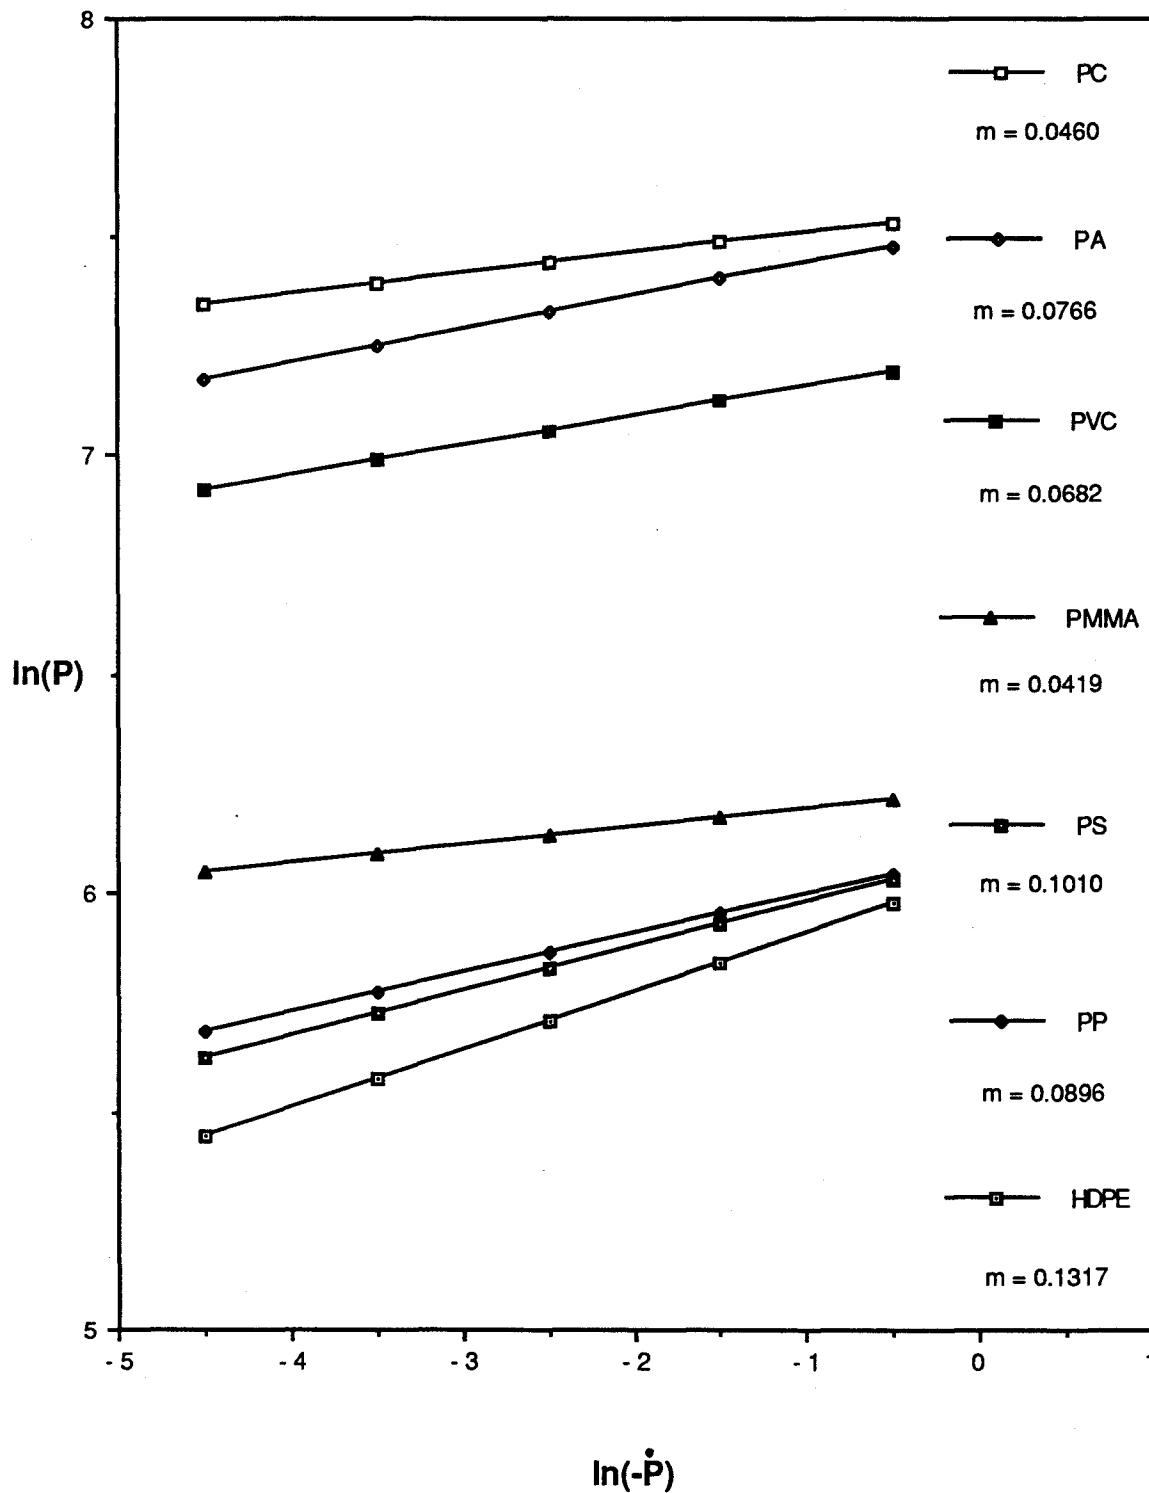 8
PC
m = 0.0460
PA
m = 0.0766
PVC
m = 0.0682
7
PMMA
m = 0.0419
ln(P)
PS
m = 0.1010
6
PP
m = 0.0896
HDPE
m = 0.1317
5
-5 -4 -3 -2 -1 0 1
ln(-Ṗ)